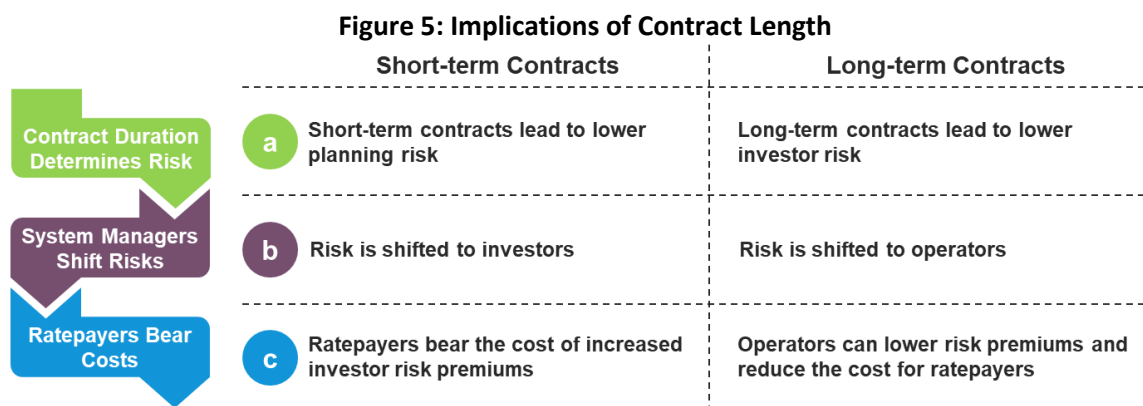 Figure 5: Implications of Contract Length
Short-term Contracts
Long-term Contracts
Contract Duration
Determines Risk
a
Short-term contracts lead to lower
planning risk
Long-term contracts lead to lower
investor risk
System Managers
Shift Risks
b
Risk is shifted to investors
Risk is shifted to operators
Ratepayers Bear
Costs
c
Ratepayers bear the cost of increased
investor risk premiums
Operators can lower risk premiums and
reduce the cost for ratepayers